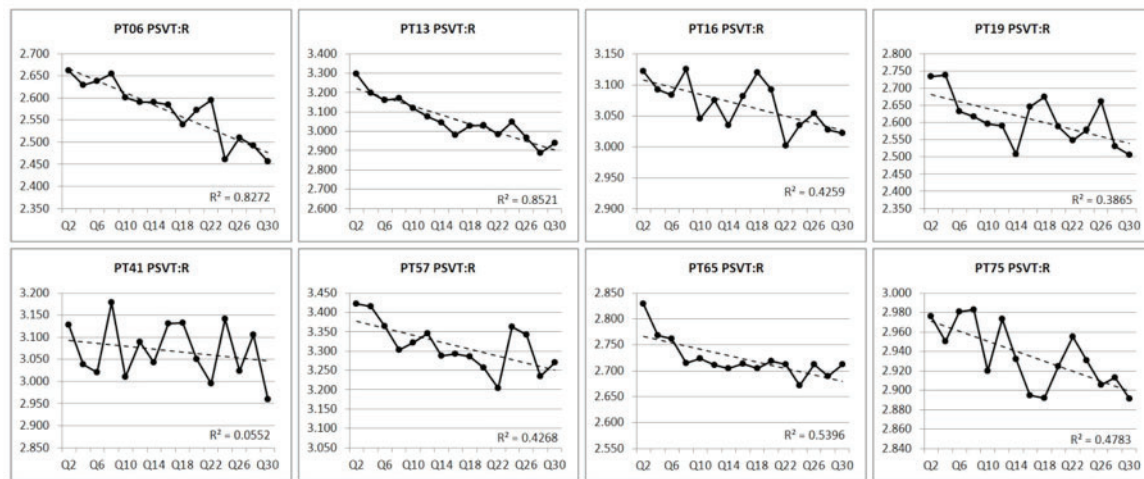 PT06 PSVT:R
2.700
2.650
2.600
2.550
2.500
2.450
2.400
2.350
R² = 0.8272
Q2 Q6 Q10 Q14 Q18 Q22 Q26 Q30
PT13 PSVT:R
3.400
3.300
3.200
3.100
3.000
2.900
2.800
2.700
2.600
R² = 0.8521
Q2 Q6 Q10 Q14 Q18 Q22 Q26 Q30
PT16 PSVT:R
3.150
3.100
3.050
3.000
2.950
2.900
R² = 0.4259
Q2 Q6 Q10 Q14 Q18 Q22 Q26 Q30
PT19 PSVT:R
2.800
2.750
2.700
2.650
2.600
2.550
2.500
2.450
2.400
2.350
R² = 0.3865
Q2 Q6 Q10 Q14 Q18 Q22 Q26 Q30
PT41 PSVT:R
3.200
3.150
3.100
3.050
3.000
2.950
2.900
2.850
R² = 0.0552
Q2 Q6 Q10 Q14 Q18 Q22 Q26 Q30
PT57 PSVT:R
3.450
3.400
3.350
3.300
3.250
3.200
3.150
3.100
3.050
R² = 0.4268
Q2 Q6 Q10 Q14 Q18 Q22 Q26 Q30
PT65 PSVT:R
2.850
2.800
2.750
2.700
2.650
2.600
2.550
R² = 0.5396
Q2 Q6 Q10 Q14 Q18 Q22 Q26 Q30
PT75 PSVT:R
3.000
2.980
2.960
2.940
2.920
2.900
2.880
2.860
2.840
R² = 0.4783
Q2 Q6 Q10 Q14 Q18 Q22 Q26 Q30